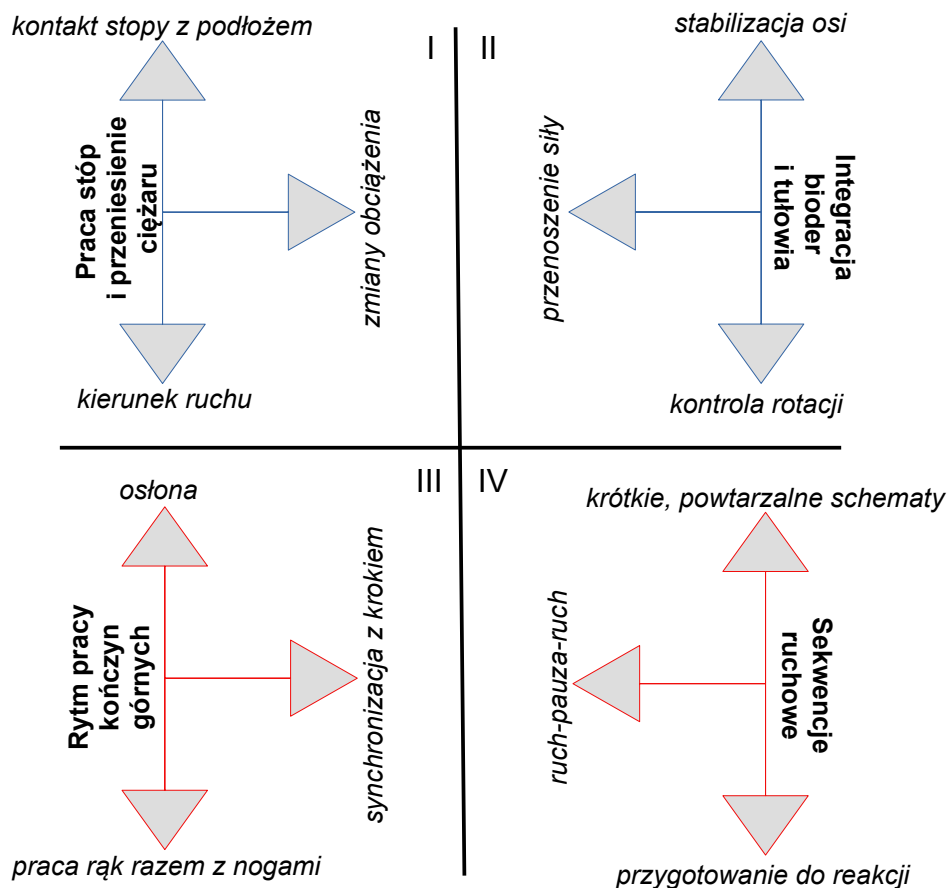 kontakt stopy z podłożem
I
Praca stóp
i przeniesienie
ciężaru
zmiany obciążenia
kierunek ruchu
II
stabilizacja osi
przenoszenie siły
Integracja
bioder
i tułowia
kontrola rotacji
III
osłona
Rytm pracy
kończyn
górnych
synchronizacja z krokiem
praca rąk razem z nogami
IV
krótkie, powtarzalne schematy
ruch-pauza-ruch
Sekwencje
ruchowe
przygotowanie do reakcji